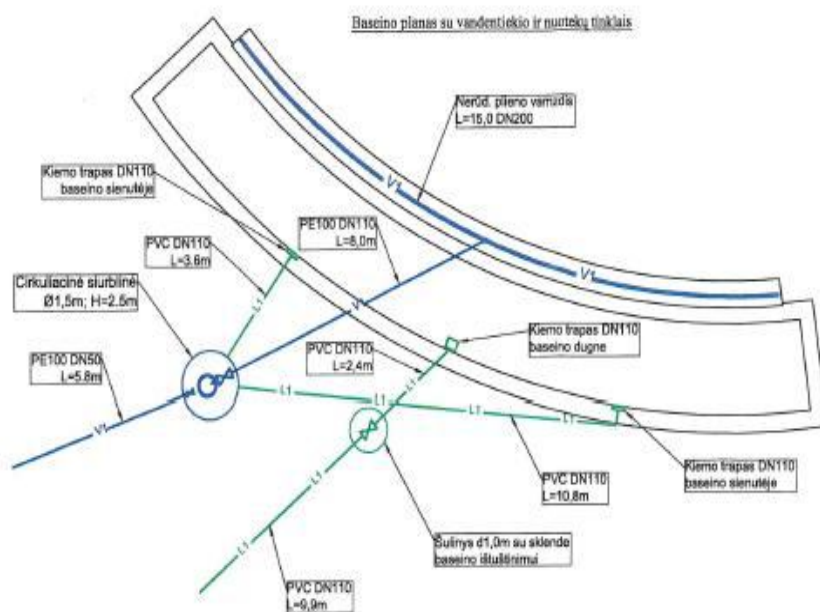 Baseino planas su vandentiekio ir nuotekų tinklais
Nerūd. plieno vamzdis
L=15,0 DN200
V1
V1
Kiemo trapas DN110
baseino sienutėje
PE100 DN110
L=8,0m
PVC DN110
L=3.6m
L1
V1
Cirkuliacinė siurblinė
Ø1,5m; H=2.5m
Kiemo trapas DN110
baseino dugne
PVC DN110
L=2,4m
L1
PE100 DN50
L=5.8m
V1
L1
L1
L1
L1
Kiemo trapas DN110
baseino sienutėje
PVC DN110
L=10,8m
L1
L1
Šulinys d1,0m su sklende
baseino ištuštinimui
PVC DN110
L=9,9m